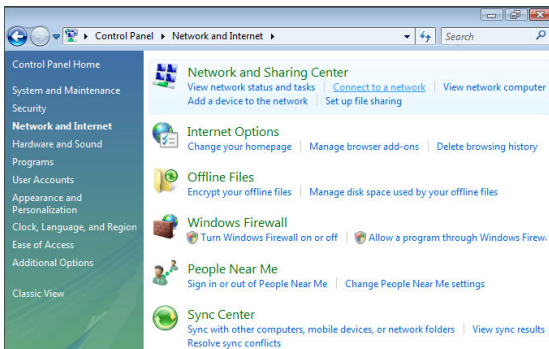 Control Panel Network and Internet
Search
Control Panel Home
System and Maintenance
Security
Network and Internet
Hardware and Sound
Programs
User Accounts
Appearance and
Personalization
Clock, Language, and Region
Ease of Access
Additional Options
Classic View
Network and Sharing Center
View network status and tasks Connect to a network View network computer
Add a device to the network Set up file sharing
Internet Options
Change your homepage Manage browser add-ons Delete browsing history
Offline Files
Encrypt your offline files Manage disk space used by your offline files
Windows Firewall
Turn Windows Firewall on or off Allow a program through Windows Firew
People Near Me
Sign in or out of People Near Me Change People Near Me settings
Sync Center
Sync with other computers, mobile devices, or network folders View sync results
Resolve sync conflicts